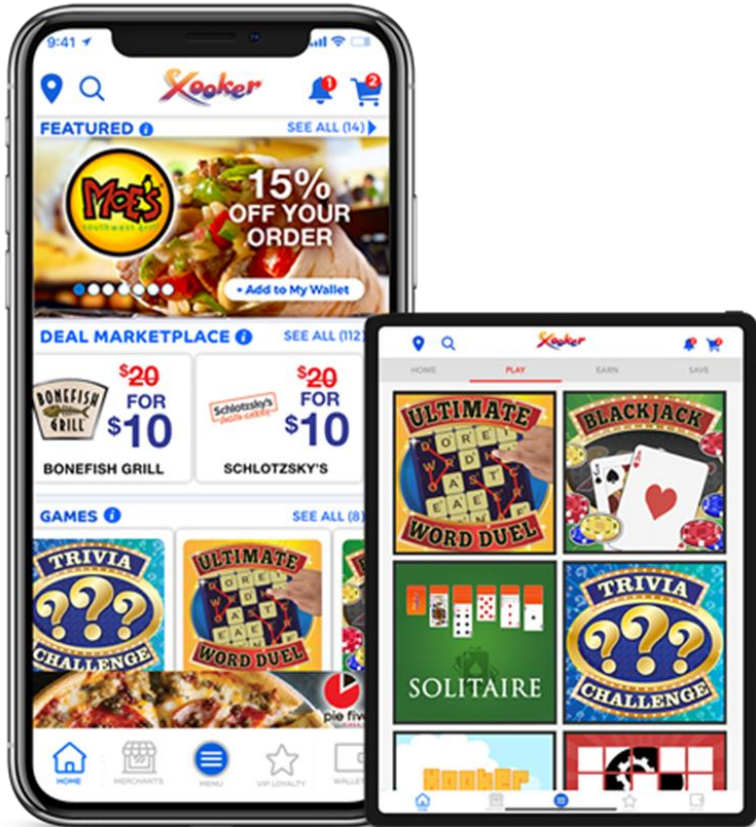 9:41
Xooker
1
2
FEATURED i
SEE ALL (14)
MOE'S
southwest grill
15%
OFF YOUR
ORDER
+ Add to My Wallet
DEAL MARKETPLACE i
SEE ALL (112)
BONEFISH
GRILL
$20
FOR
$10
BONEFISH GRILL
Schlotzsky's
$20
FOR
$10
SCHLOTZSKY'S
GAMES i
SEE ALL (8)
TRIVIA
???
CHALLENGE
ULTIMATE
WORD DUEL
pie five
HOME
MERCHANTS
MENU
VIP LOYALTY
WALLET
Xooker
HOME
PLAY
EARN
SAVE
ULTIMATE
WORD DUEL
BLACKJACK
SOLITAIRE
TRIVIA
???
CHALLENGE
Xooker